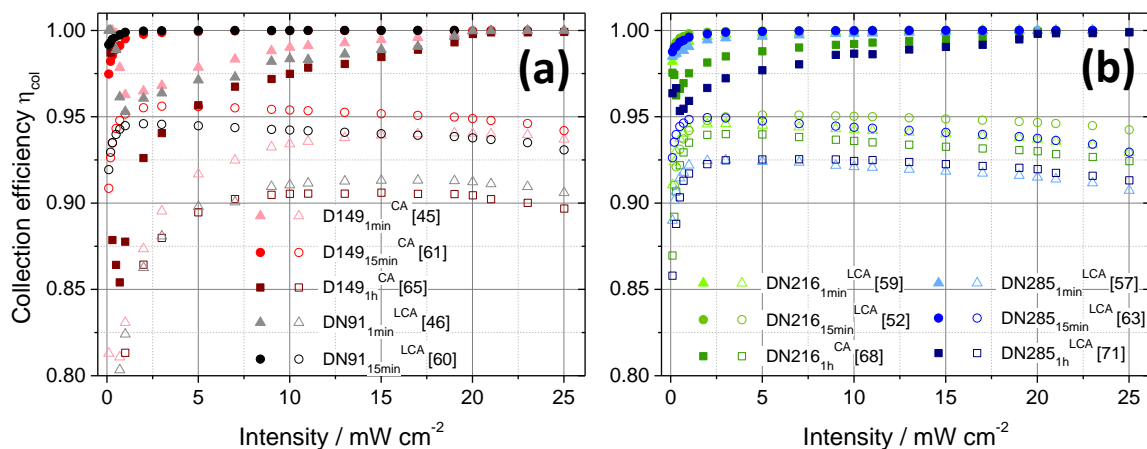 Collection efficiency η_col
1.00
0.95
0.90
0.85
0.80
(a)
D149_1min^CA [45]
D149_15min^CA [61]
D149_1h^CA [65]
DN91_1min^LCA [46]
DN91_15min^LCA [60]
0 5 10 15 20 25
Intensity / mW cm^-2
1.00
0.95
0.90
0.85
0.80
(b)
DN216_1min^LCA [59]
DN216_15min^LCA [52]
DN216_1h^CA [68]
DN285_1min^LCA [57]
DN285_15min^LCA [63]
DN285_1h^LCA [71]
0 5 10 15 20 25
Intensity / mW cm^-2